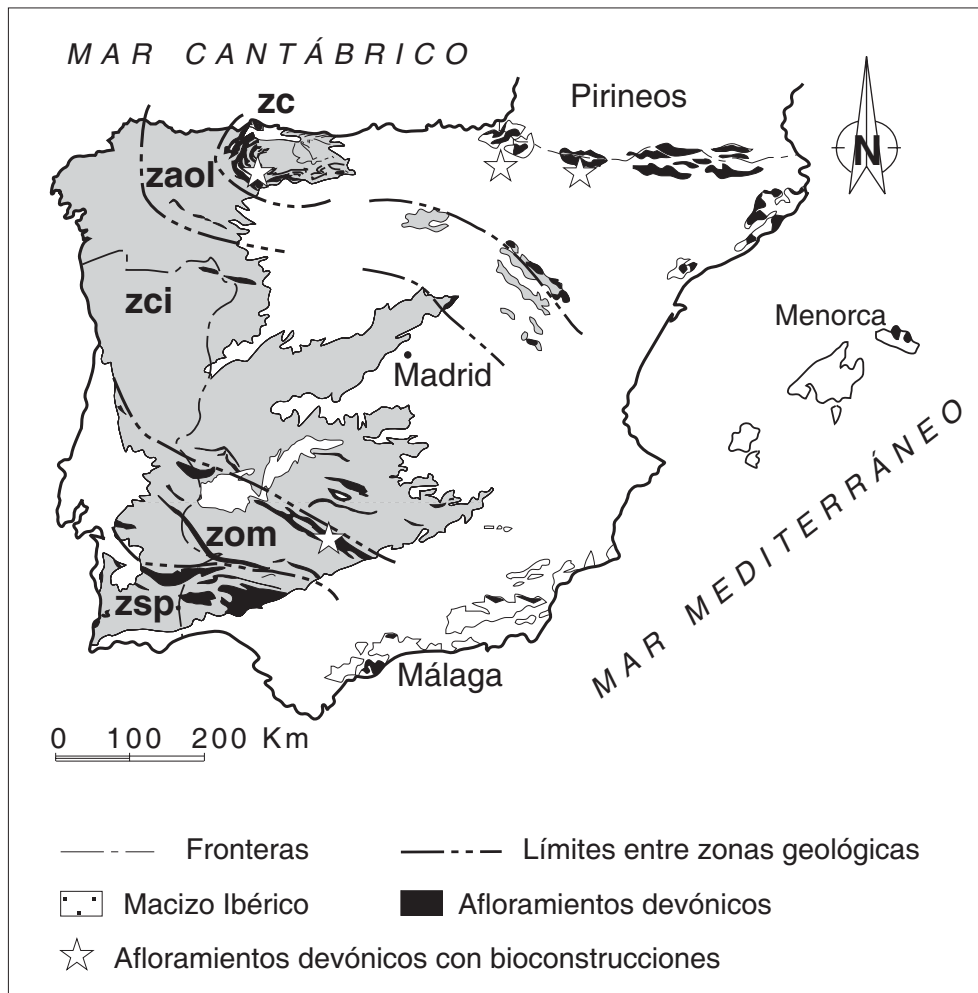 MAR CANTÁBRICO
zc
Pirineos
N
zaol
zci
Menorca
Madrid
MAR MEDITERRÁNEO
zom
zsp
Málaga
0 100 200 Km
Fronteras
Límites entre zonas geológicas
Macizo Ibérico
Afloramientos devónicos
Afloramientos devónicos con bioconstrucciones